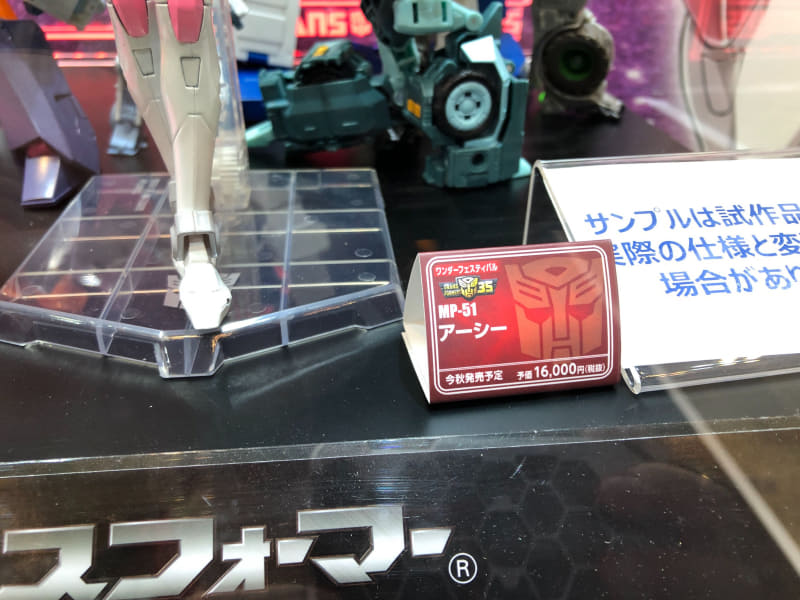 サンプルは試作品
実際の仕様と変
場合があり
ワンダーフェスティバル
35
MP-51
アーシー
今秋発売予定 予価 16,000円(税抜)
スフォーマー®